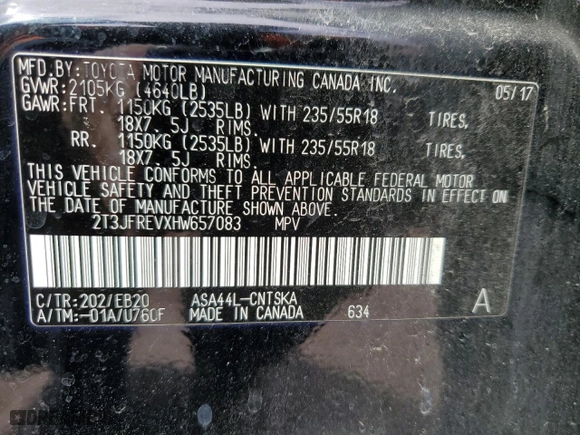 MFD.BY:TOYOTA MOTOR MANUFACTURING CANADA INC.
GVWR:2105KG (4640LB) 05/17
GAWR:FRT. 1150KG (2535LB) WITH 235/55R18 TIRES,
18X7.5J RIMS.
RR. 1150KG (2535LB) WITH 235/55R18 TIRES,
18X7.5J RIMS.
THIS VEHICLE CONFORMS TO ALL APPLICABLE FEDERAL MOTOR
VEHICLE SAFETY AND THEFT PREVENTION STANDARDS IN EFFECT ON
THE DATE OF MANUFACTURE SHOWN ABOVE.
2T3JFREVXHW657083 MPV
C/TR:202/EB20 ASA44L-CNTSKA A
A/TM:-01A/U760F MADE IN CANADA 634